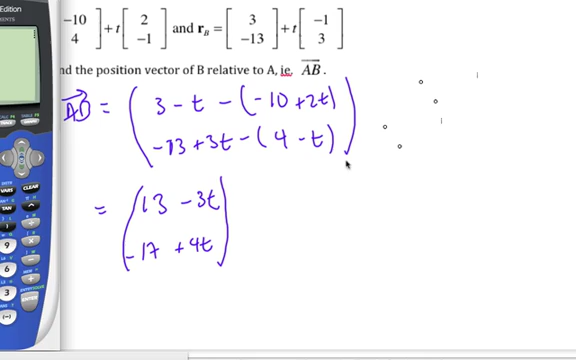 -10 4 ] + t [ 2 -1 ] and r_B = [ 3 -13 ] + t [ -1 3 ]
nd the position vector of B relative to A, ie. AB.
AB = ( 3 - t - (-10 + 2t)
-13 + 3t - (4 - t) )
= ( 13 - 3t
-17 + 4t )
CLEAR